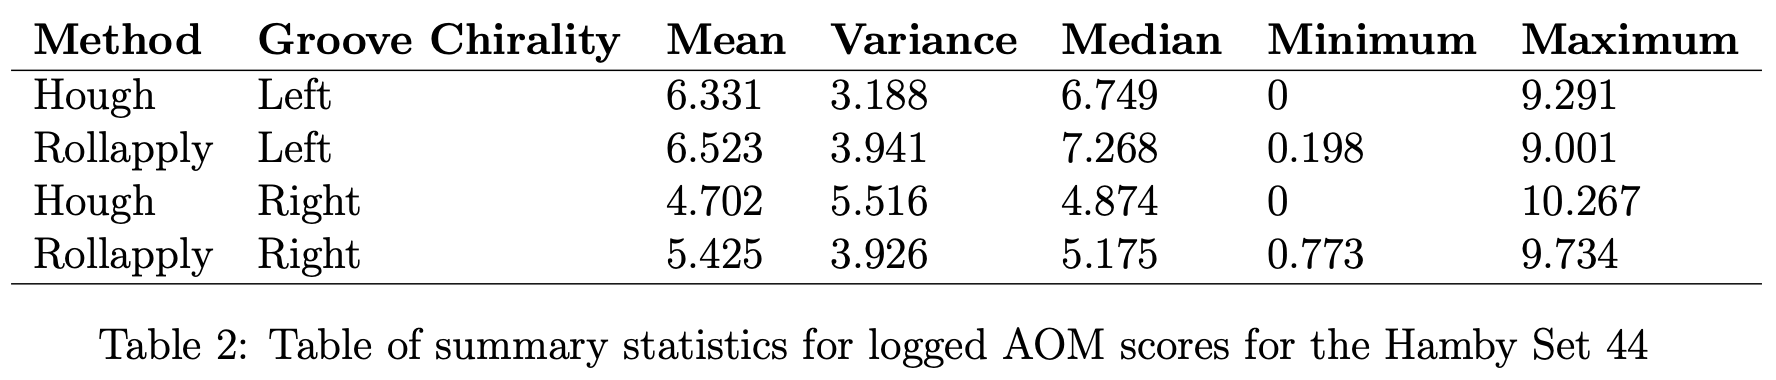 Method Groove Chirality Mean Variance Median Minimum Maximum
Hough Left 6.331 3.188 6.749 0 9.291
Rollapply Left 6.523 3.941 7.268 0.198 9.001
Hough Right 4.702 5.516 4.874 0 10.267
Rollapply Right 5.425 3.926 5.175 0.773 9.734
Table 2: Table of summary statistics for logged AOM scores for the Hamby Set 44